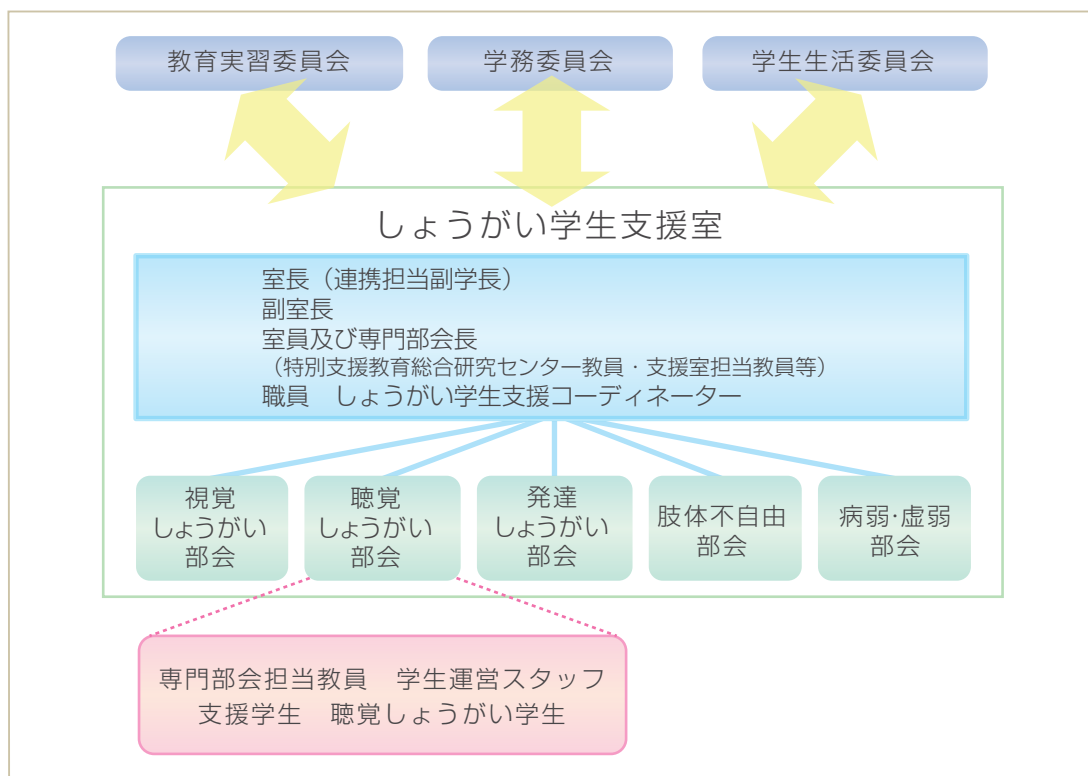 教育実習委員会
学務委員会
学生生活委員会
しょうがい学生支援室
室長（連携担当副学長）
副室長
室員及び専門部会長
（特別支援教育総合研究センター教員・支援室担当教員等）
職員　しょうがい学生支援コーディネーター
視覚
しょうがい
部会
聴覚
しょうがい
部会
発達
しょうがい
部会
肢体不自由
部会
病弱･虚弱
部会
専門部会担当教員　学生運営スタッフ
支援学生　聴覚しょうがい学生